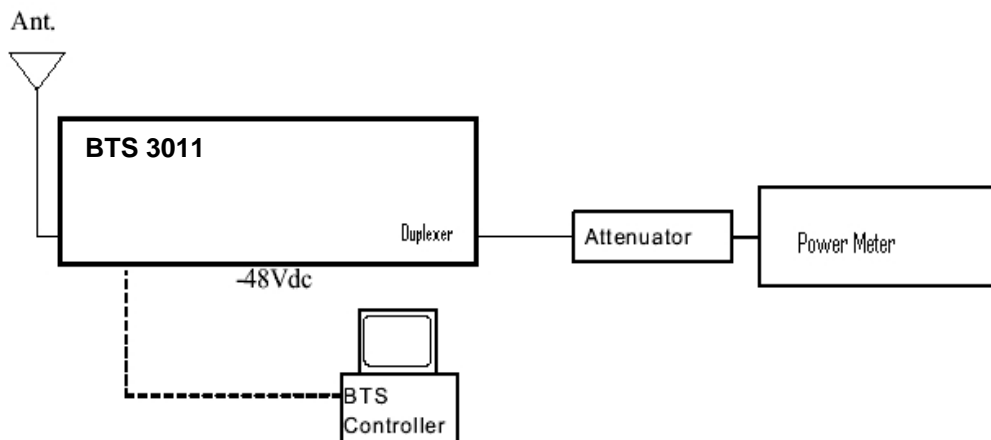 Ant.
BTS 3011
Duplexer
Attenuator
Power Meter
-48Vdc
BTS
Controller